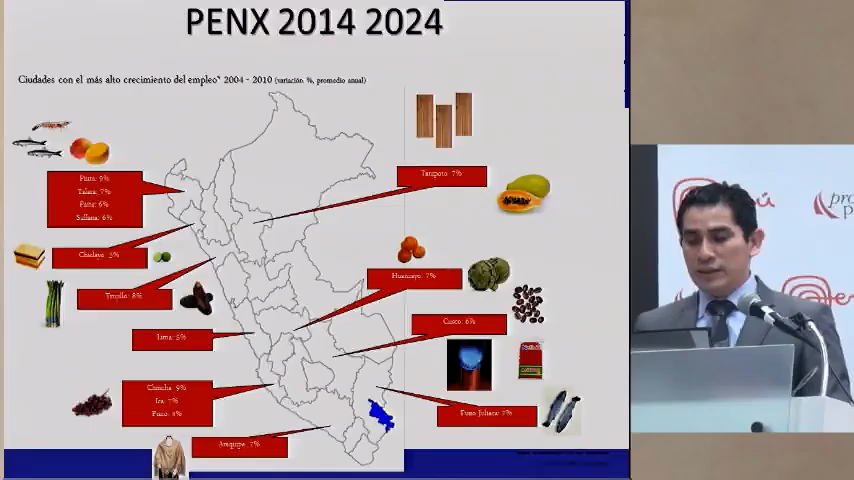 PENX 2014 2024
Ciudades con el más alto crecimiento del empleo* 2004 - 2010 (variación. %, promedio anual)
Piura: 9%
Talara: 7%
Paita: 6%
Sullana: 6%
Tarapoto 7%
Chiclayo 5%
Trujillo 8%
Huancayo: 7%
Cusco: 6%
Lima: 5%
Chincha: 9%
Ica: 7%
Pisco: 8%
Puno Juliaca: 7%
Arequipa: 7%